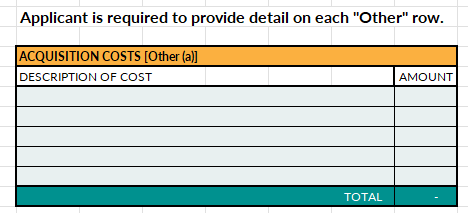 Applicant is required to provide detail on each "Other" row.
ACQUISITION COSTS [Other (a)]
DESCRIPTION OF COST AMOUNT
TOTAL -